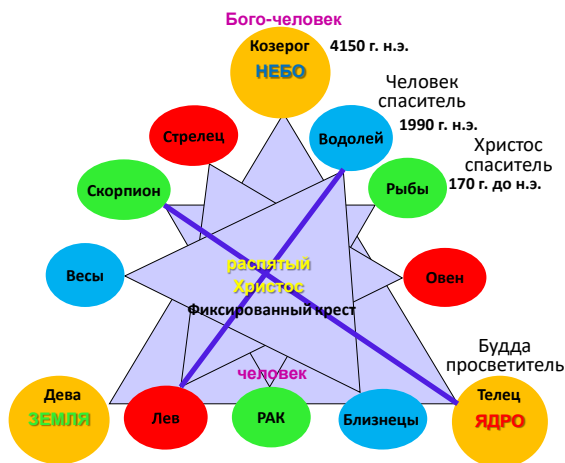 Бого-человек
Козерог
НЕБО
4150 г. н.э.
Человек
спаситель
Стрелец
Водолей
1990 г. н.э.
Христос
спаситель
Скорпион
Рыбы
170 г. до н.э.
распятый
Христос
Весы
Овен
Фиксированный крест
Будда
просветитель
человек
Дева
ЗЕМЛЯ
Лев
РАК
Близнецы
Телец
ЯДРО